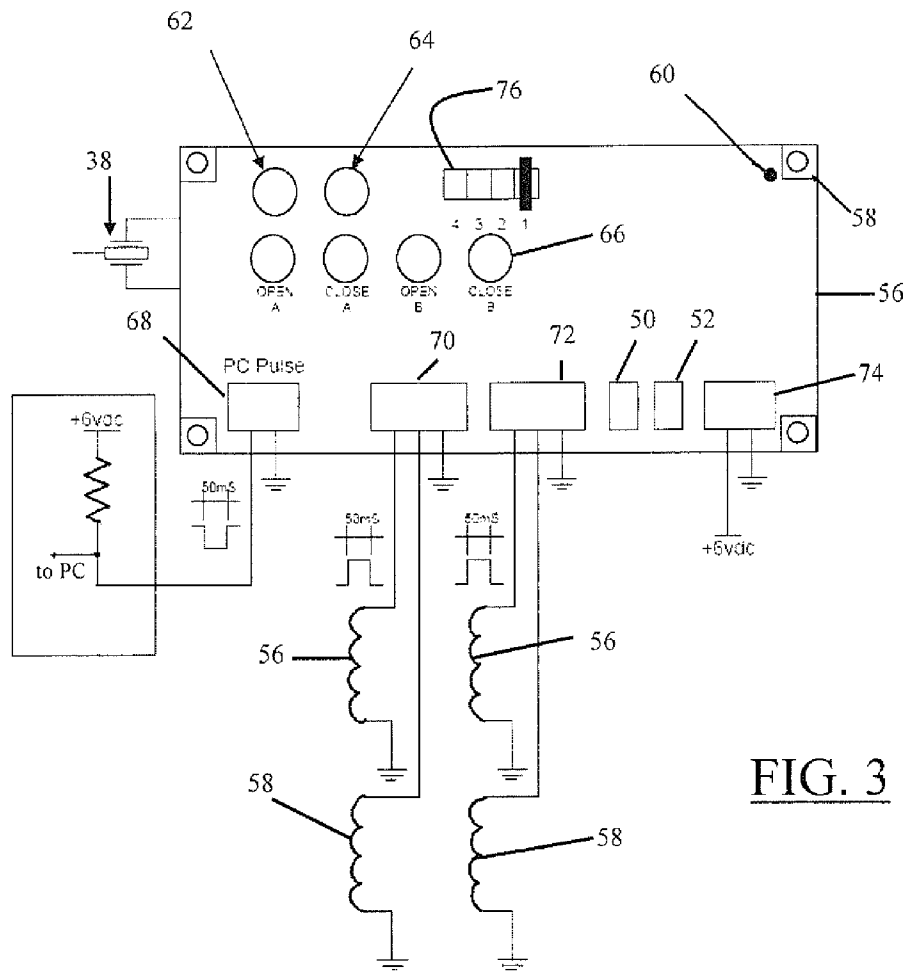 62
64
76
60
38
58
4 3 2 1
66
56
OPEN A
CLOSE A
OPEN B
CLOSE B
68
PC Pulse
70
72
50
52
74
+6vdc
50mS
50mS
50mS
+6vdc
to PC
56
56
58
58
FIG. 3